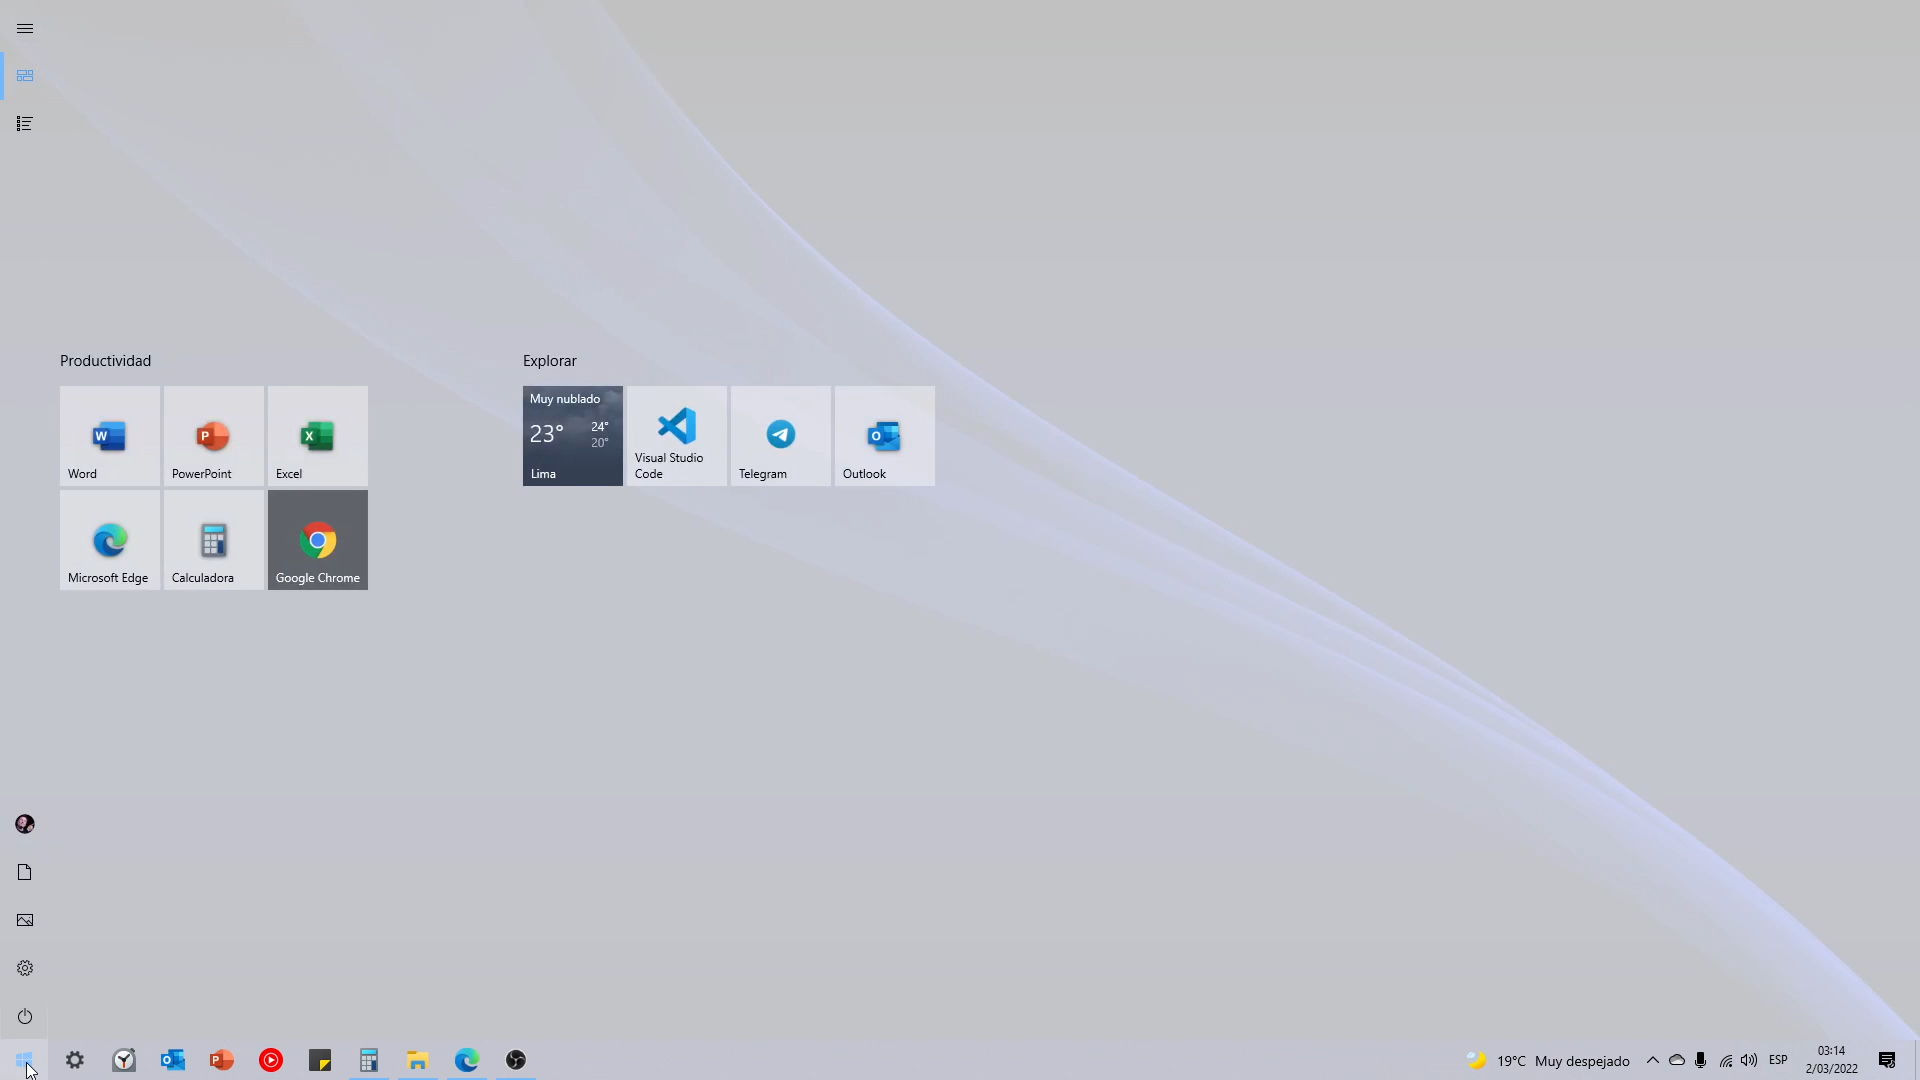 Productividad
Explorar
Word
PowerPoint
Excel
Muy nublado
23°
24°
20°
Lima
Visual Studio
Code
Telegram
Outlook
Microsoft Edge
Calculadora
Google Chrome
19°C Muy despejado
ESP
03:14
2/03/2022